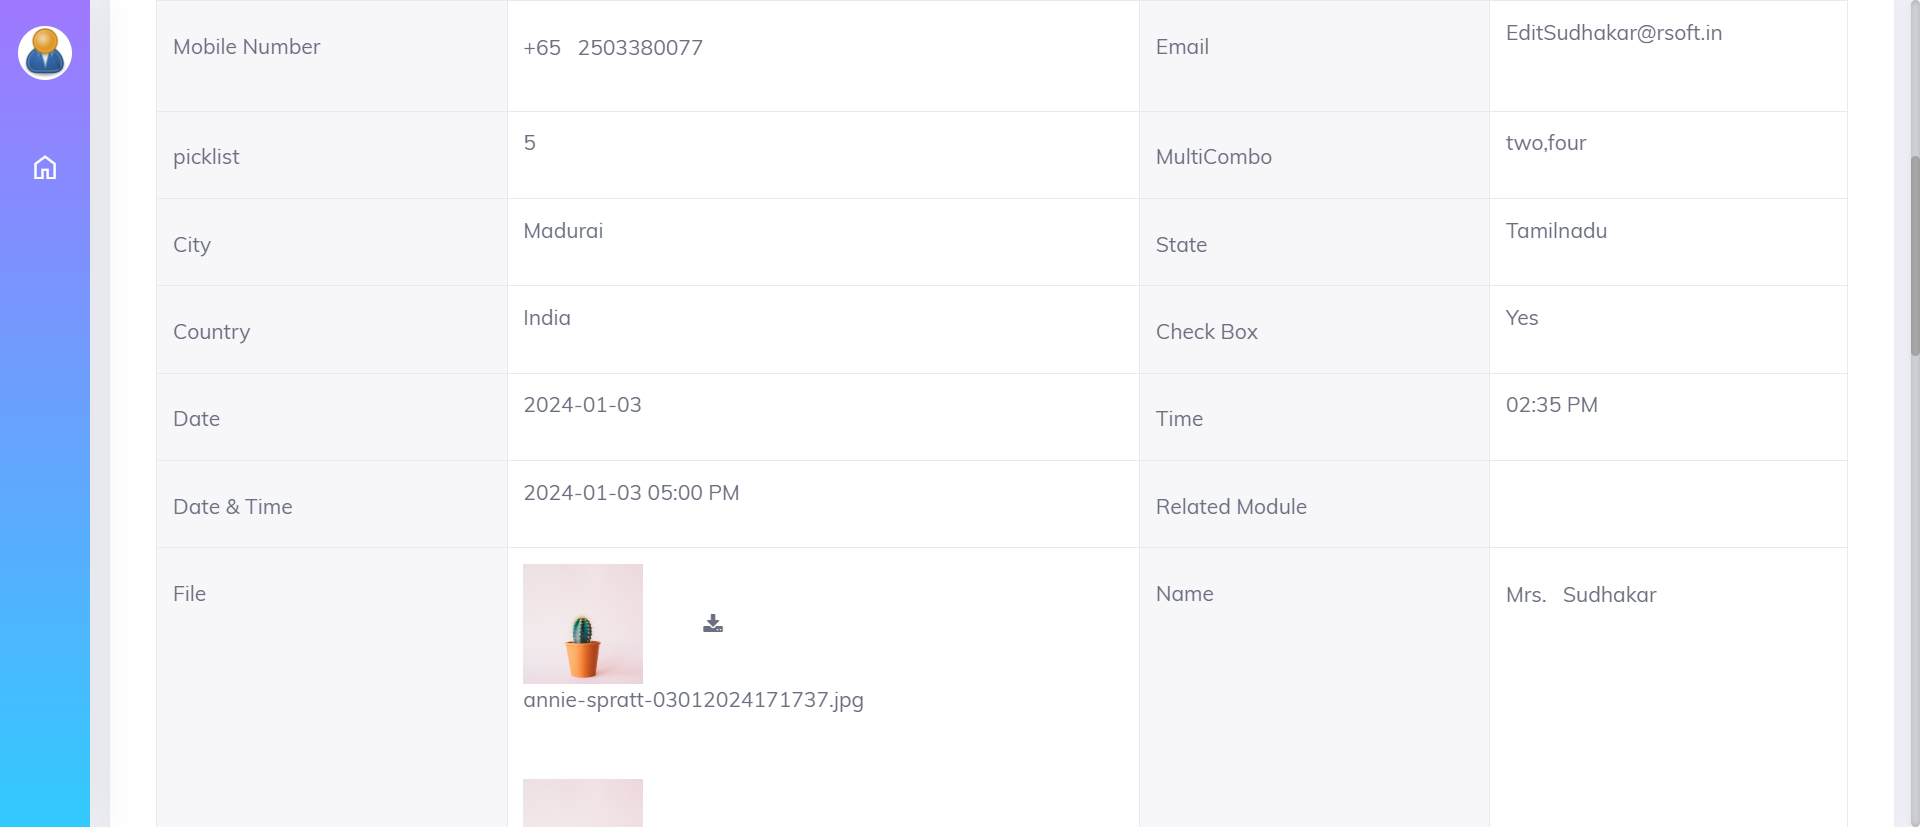 Mobile Number +65 2503380077 Email EditSudhakar@rsoft.in
picklist 5 MultiCombo two,four
City Madurai State Tamilnadu
Country India Check Box Yes
Date 2024-01-03 Time 02:35 PM
Date & Time 2024-01-03 05:00 PM Related Module
File Name Mrs. Sudhakar
annie-spratt-03012024171737.jpg